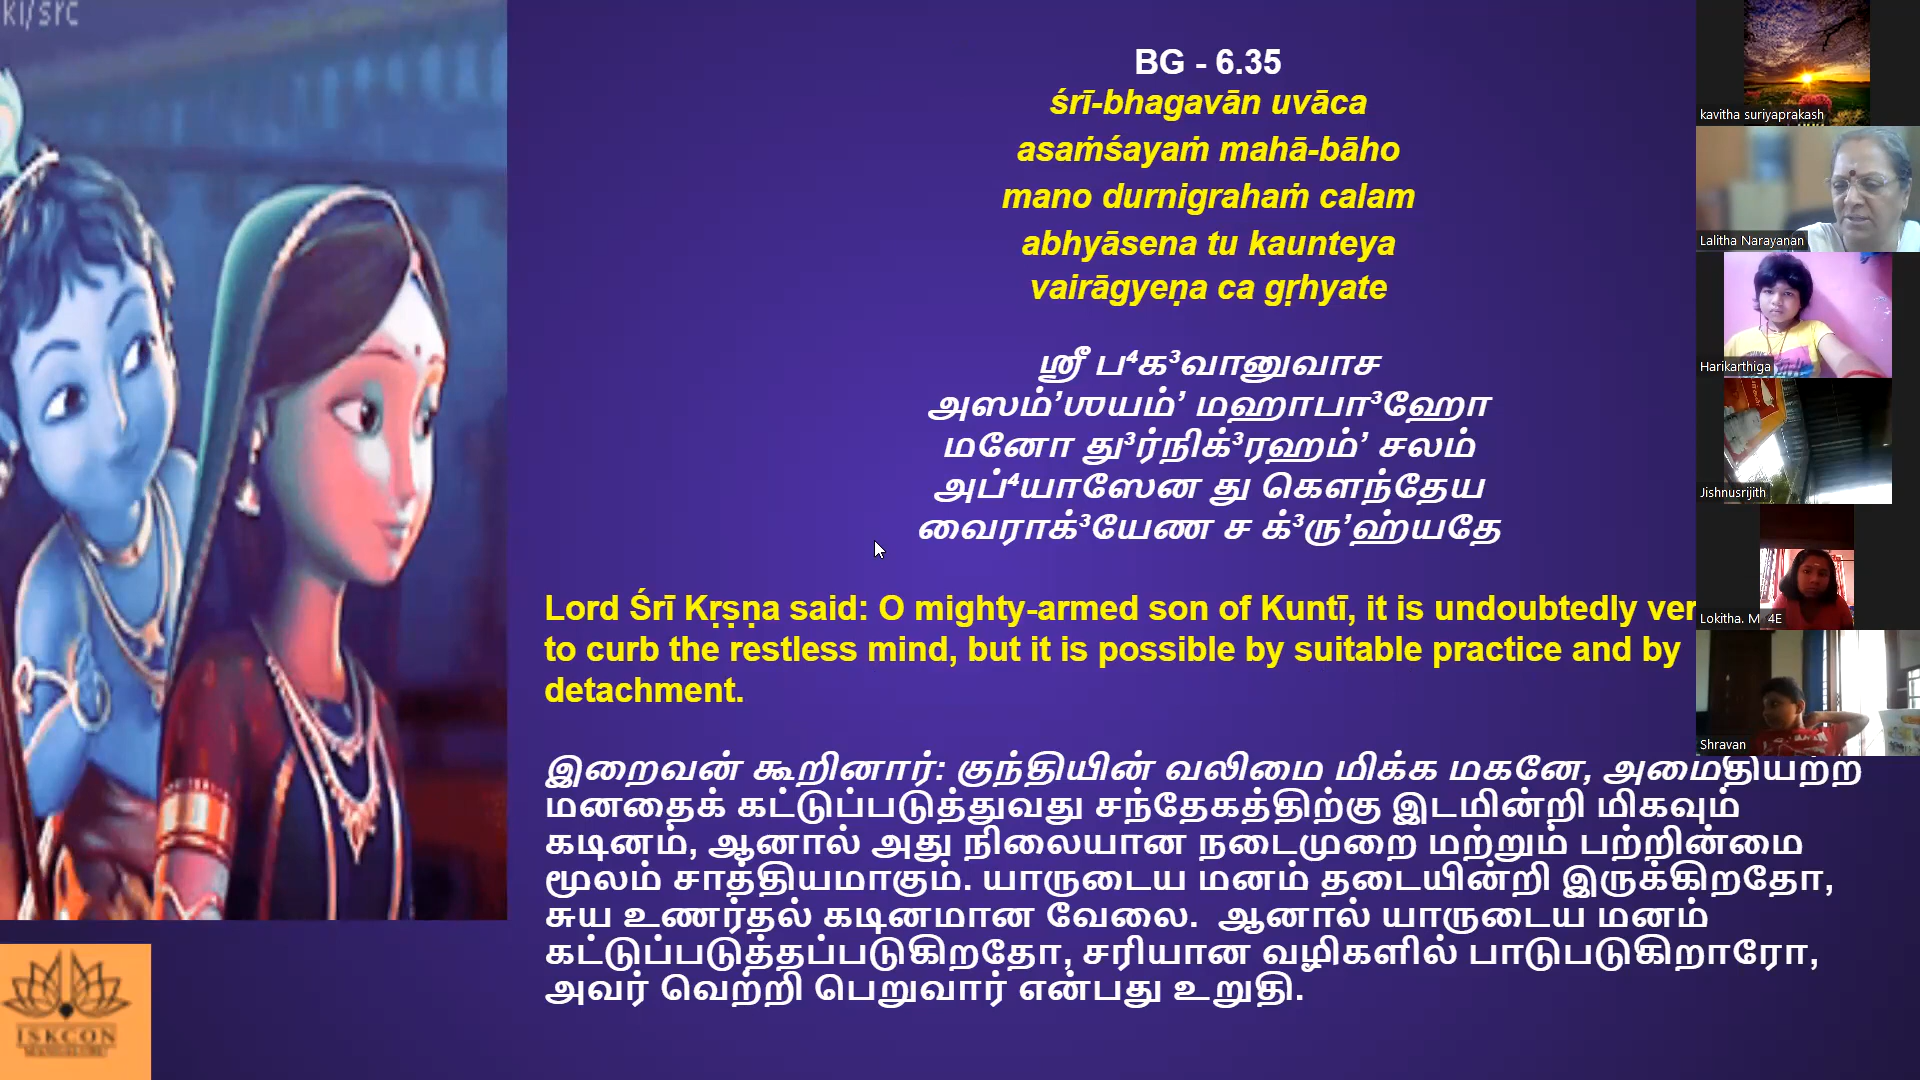 ki/src
BG - 6.35
śrī-bhagavān uvāca
asaṁśayaṁ mahā-bāho
mano durnigrahaṁ calam
abhyāsena tu kaunteya
vairāgyeṇa ca gṛhyate
ஸ்ரீ ப⁴க³வானுவாச
அஸம்’ஶயம்’ மஹாபா³ஹோ
மனோ து³ர்நிக்³ரஹம்’ சலம்
அப்⁴யாஸேன து கௌந்தேய
வைராக்³யேண ச க்³ரு’ஹ்யதே
Lord Śrī Kṛṣṇa said: O mighty-armed son of Kuntī, it is undoubtedly
to curb the restless mind, but it is possible by suitable practice and by
detachment.
இறைவன் கூறினார்: குந்தியின் வலிமை மிக்க மகனே, அமைதியற்ற
மனதைக் கட்டுப்படுத்துவது சந்தேகத்திற்கு இடமின்றி மிகவும்
கடினம், ஆனால் அது நிலையான நடைமுறை மற்றும் பற்றின்மை
மூலம் சாத்தியமாகும். யாருடைய மனம் தடையின்றி இருக்கிறதோ,
சுய உணர்தல் கடினமான வேலை. ஆனால் யாருடைய மனம்
கட்டுப்படுத்தப்படுகிறதோ, சரியான வழிகளில் பாடுபடுகிறாரோ,
அவர் வெற்றி பெறுவார் என்பது உறுதி.
ISKCON
kavitha suriyaprakash
Lalitha Narayanan
Harikarthiga
Jishnusrijith
Lokitha. M 4E
Shravan